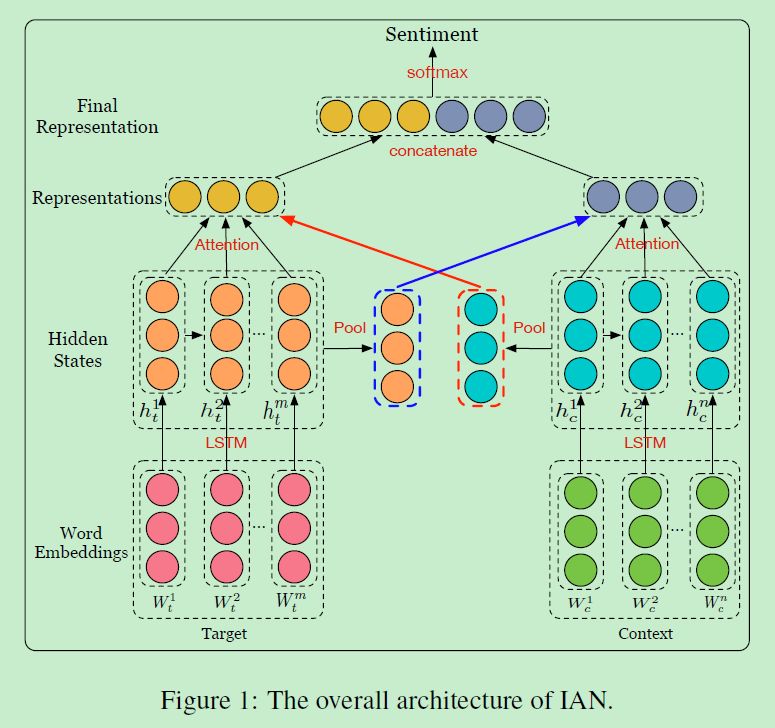 Sentiment
softmax
Final
Representation
concatenate
Representations
Attention
Attention
Hidden
States
Pool
Pool
...
...
h_t^1
h_t^2
h_t^m
h_c^1
h_c^2
h_c^n
LSTM
LSTM
Word
Embeddings
...
...
W_t^1
W_t^2
W_t^m
W_c^1
W_c^2
W_c^n
Target
Context
Figure 1: The overall architecture of IAN.